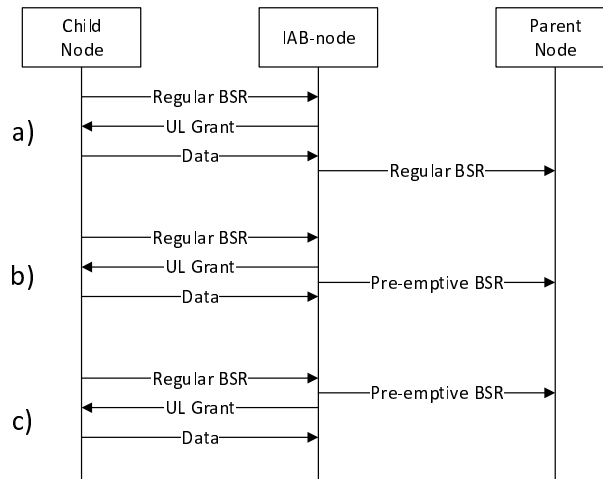 Child
Node
IAB-node
Parent
Node
a)
Regular BSR
UL Grant
Data
Regular BSR
b)
Regular BSR
UL Grant
Pre-emptive BSR
Data
c)
Regular BSR
Pre-emptive BSR
UL Grant
Data